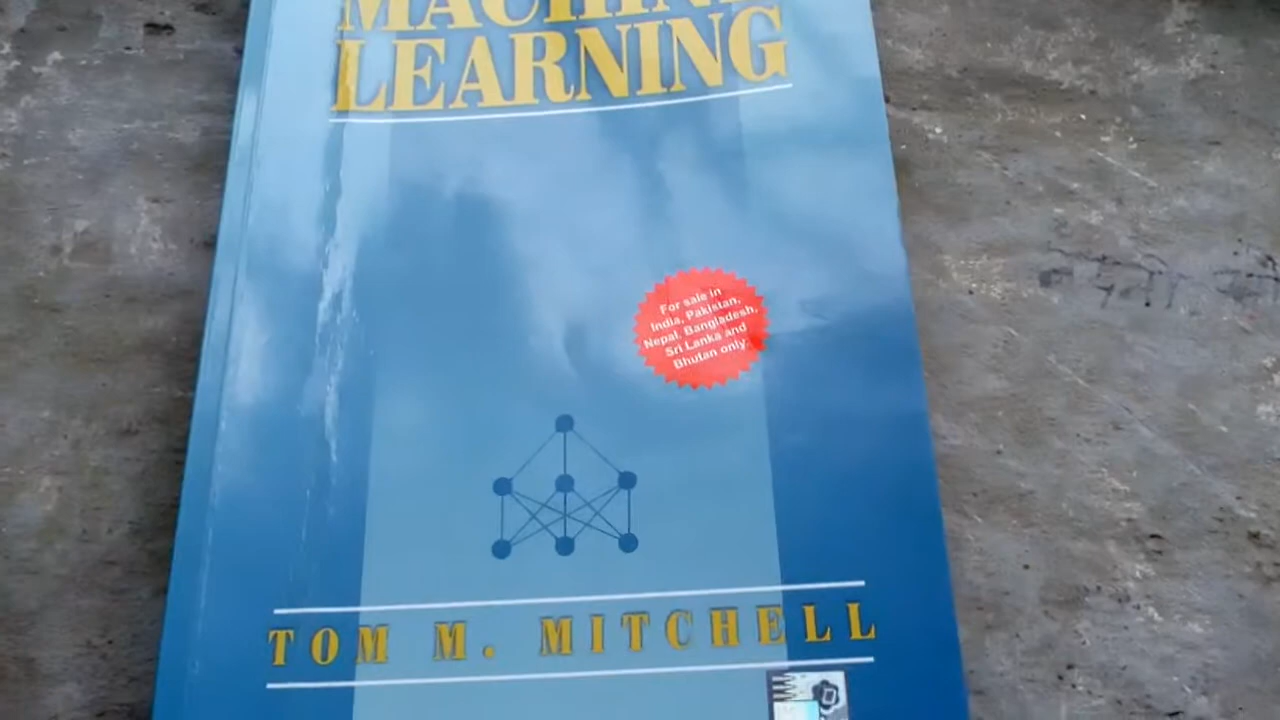 MACHINE
LEARNING
For sale in
India, Pakistan,
Nepal, Bangladesh,
Sri Lanka and
Bhutan only.
TOM M. MITCHELL